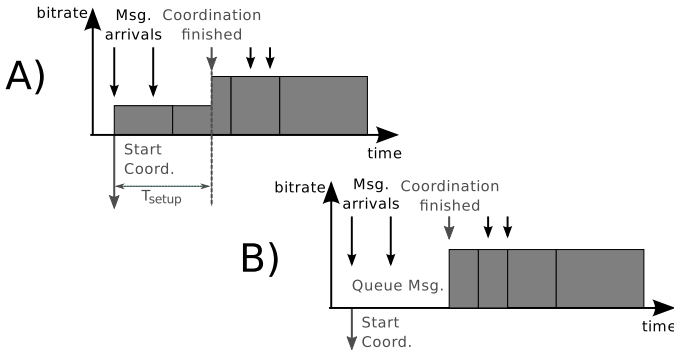 bitrate
Msg.
arrivals
Coordination
finished
A)
Start
Coord.
time
Tsetup
bitrate
Msg.
arrivals
Coordination
finished
B)
Queue Msg.
time
Start
Coord.